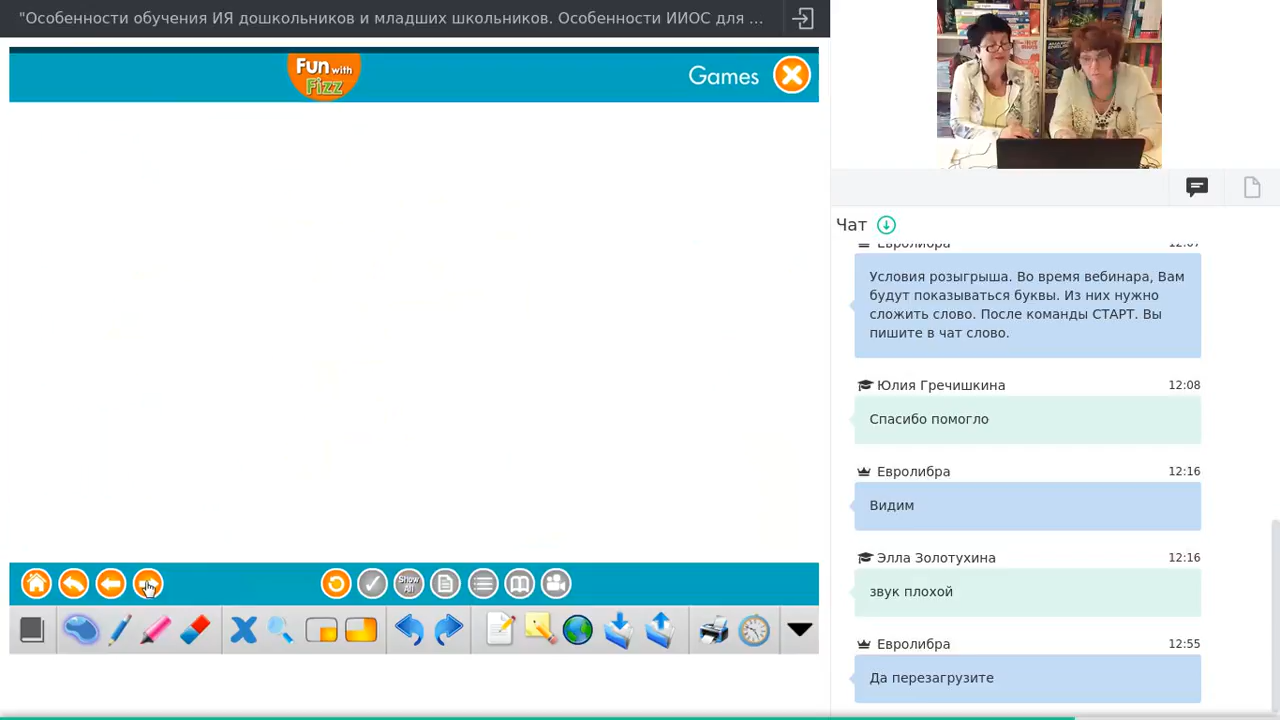 "Особенности обучения ИЯ дошкольников и младших школьников. Особенности ИИОС для ...
Fun with
Fizz
Games
Show
All
Чат
Евролибра 12:07
Условия розыгрыша. Во время вебинара, Вам
будут показываться буквы. Из них нужно
сложить слово. После команды СТАРТ. Вы
пишите в чат слово.
Юлия Гречишкина 12:08
Спасибо помогло
Евролибра 12:16
Видим
Элла Золотухина 12:16
звук плохой
Евролибра 12:55
Да перезагрузите